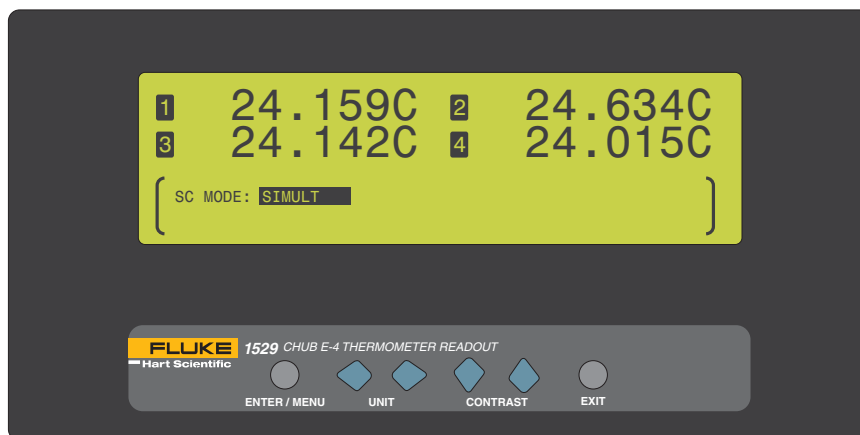 1 24.159C 2 24.634C
3 24.142C 4 24.015C
SC MODE: SIMULT
FLUKE 1529 CHUB E-4 THERMOMETER READOUT
Hart Scientific
ENTER / MENU UNIT CONTRAST EXIT